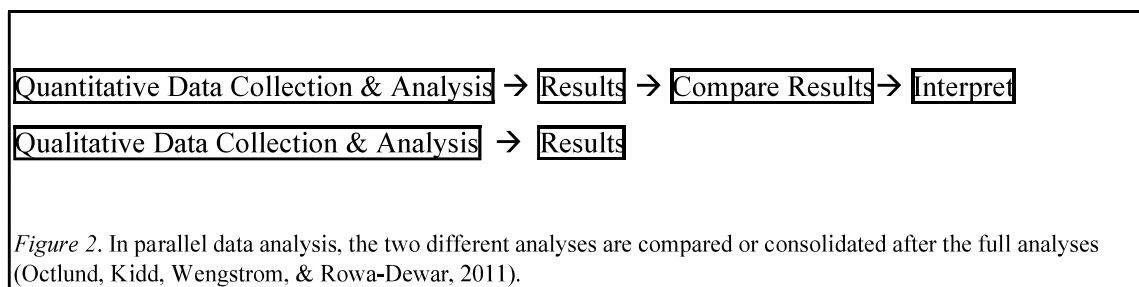 Quantitative Data Collection & Analysis → Results → Compare Results → Interpret
Qualitative Data Collection & Analysis → Results
Figure 2. In parallel data analysis, the two different analyses are compared or consolidated after the full analyses
(Octlund, Kidd, Wengstrom, & Rowa-Dewar, 2011).